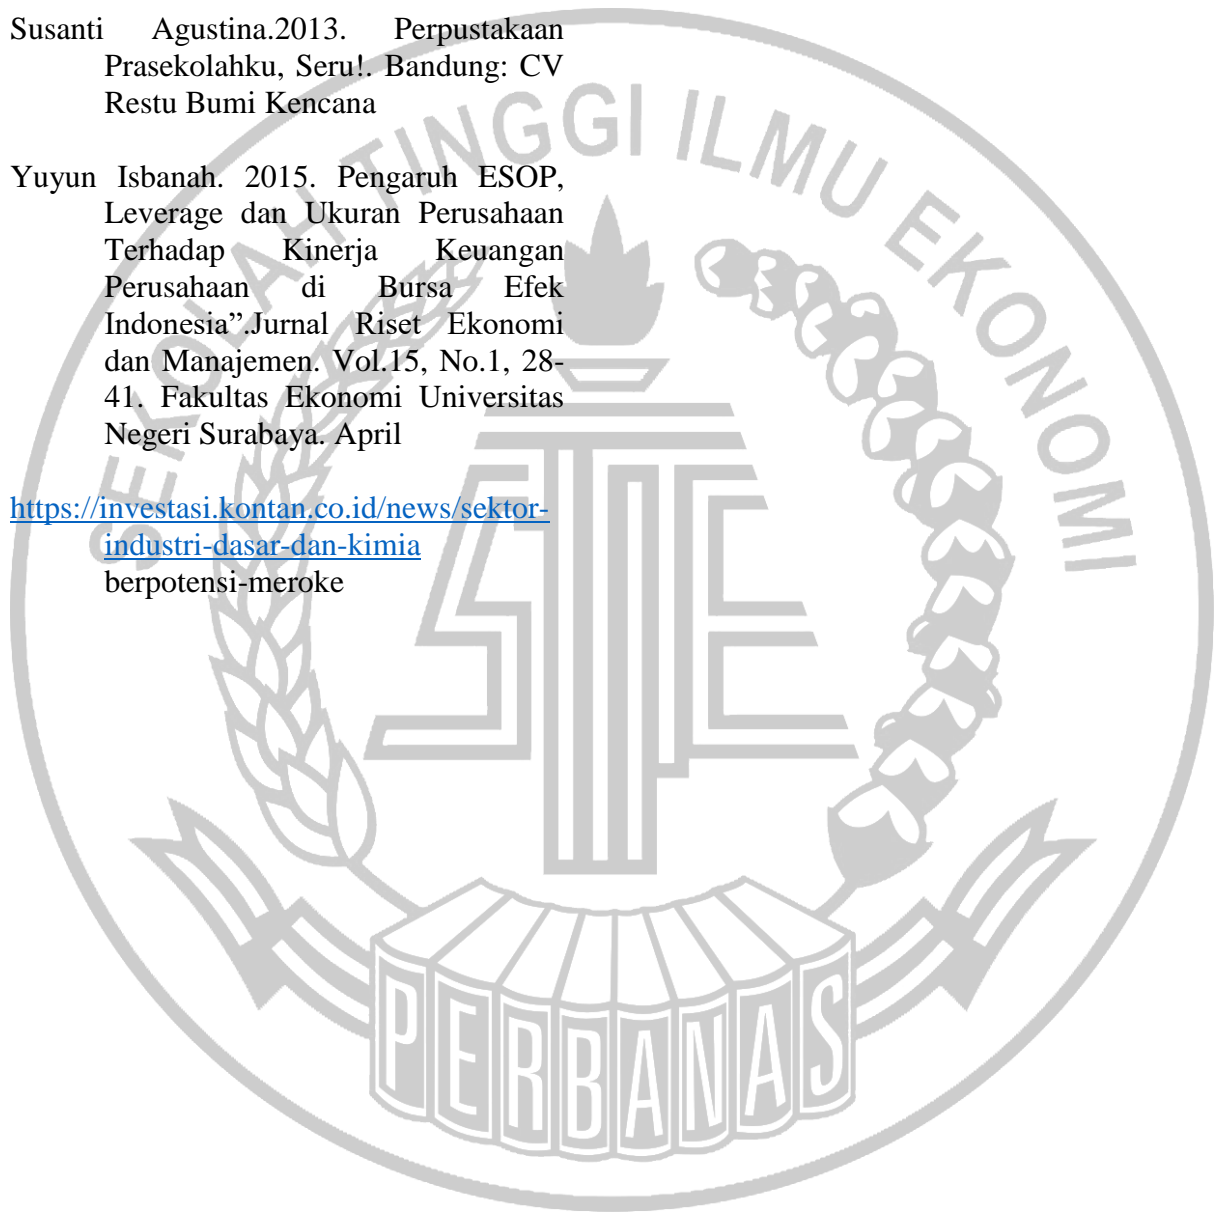 Susanti Agustina.2013. Perpustakaan
Prasekolahku, Seru!. Bandung: CV
Restu Bumi Kencana
Yuyun Isbanah. 2015. Pengaruh ESOP,
Leverage dan Ukuran Perusahaan
Terhadap Kinerja Keuangan
Perusahaan di Bursa Efek
Indonesia”.Jurnal Riset Ekonomi
dan Manajemen. Vol.15, No.1, 28-
41. Fakultas Ekonomi Universitas
Negeri Surabaya. April
https://investasi.kontan.co.id/news/sektor-
industri-dasar-dan-kimia
berpotensi-meroke
SEKOLAH TINGGI ILMU EKONOMI
STIE
PERBANAS